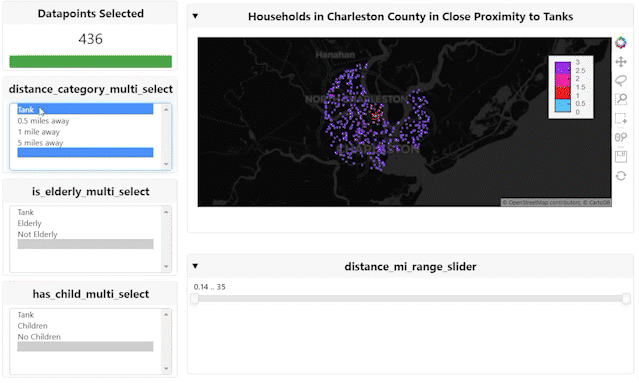 Datapoints Selected
436
distance_category_multi_select
Tank
0.5 miles away
1 mile away
5 miles away
is_elderly_multi_select
Tank
Elderly
Not Elderly
has_child_multi_select
Tank
Children
No Children
▼ Households in Charleston County in Close Proximity to Tanks
Hanahan
NORTH CHARLESTON
CHARLESTON
3
2.5
2
1.5
1
0.5
0
© OpenStreetMap contributors, © CartoDB
▼ distance_mi_range_slider
0.14 .. 35